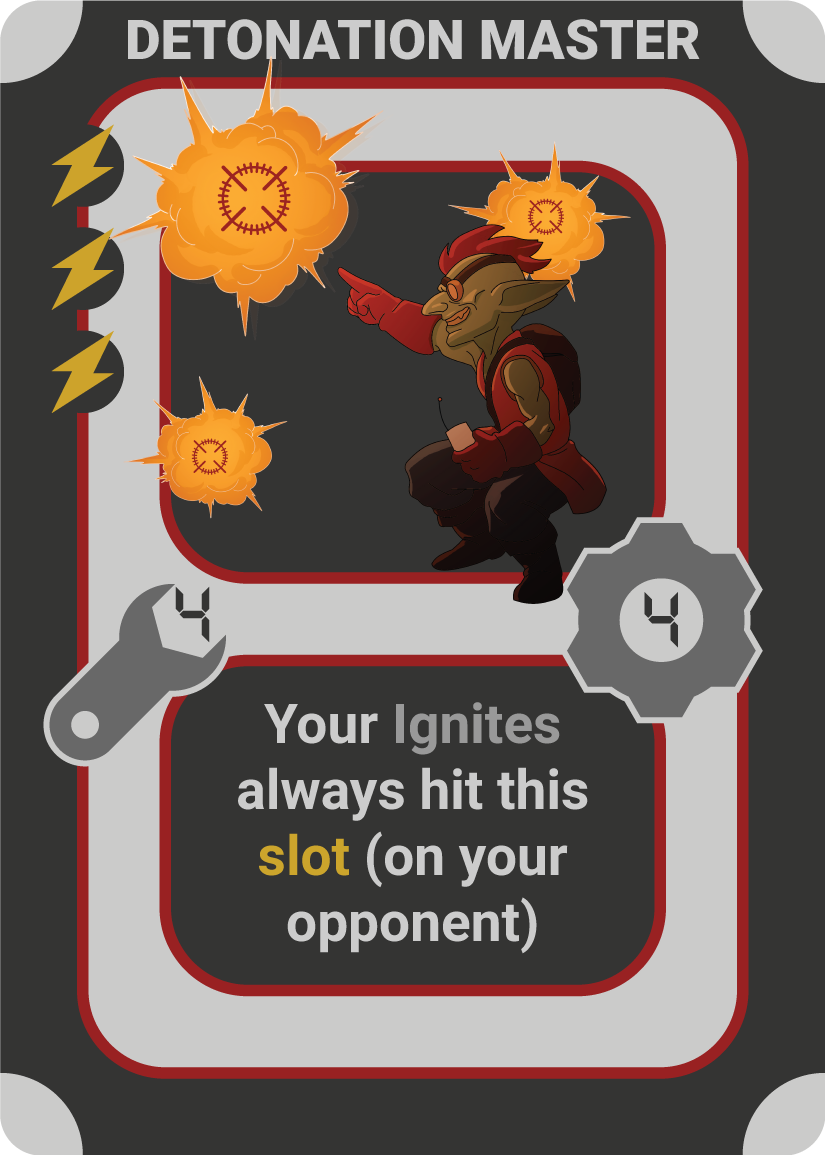 DETONATION MASTER
4
4
Your Ignites
always hit this
slot (on your
opponent)